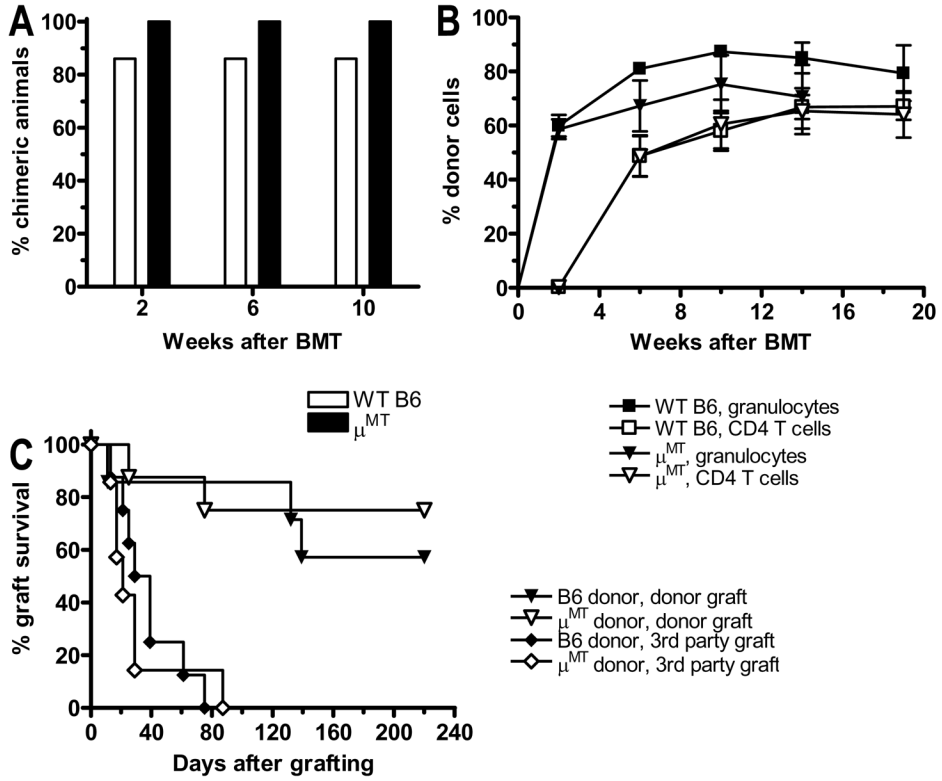 A
% chimeric animals
100
80
60
40
20
0
2 6 10
Weeks after BMT
B
% donor cells
100
80
60
40
20
0
0 4 8 12 16 20
Weeks after BMT
WT B6
μMT
WT B6, granulocytes
WT B6, CD4 T cells
μMT, granulocytes
μMT, CD4 T cells
C
% graft survival
100
80
60
40
20
0
0 40 80 120 160 200 240
Days after grafting
B6 donor, donor graft
μMT donor, donor graft
B6 donor, 3rd party graft
μMT donor, 3rd party graft